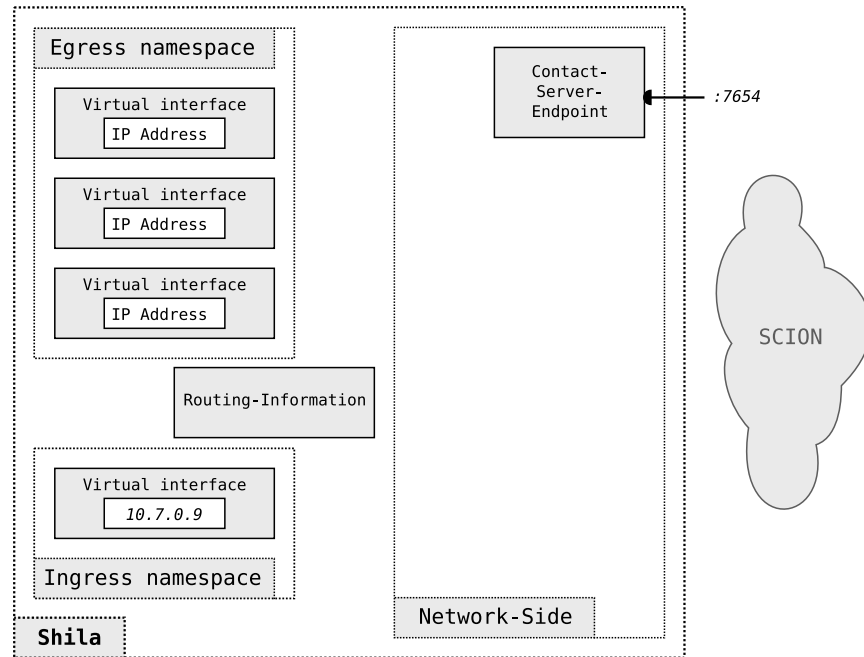 Egress namespace
Virtual interface
IP Address
Virtual interface
IP Address
Virtual interface
IP Address
Contact-
Server-
Endpoint
:7654
SCION
Routing-Information
Virtual interface
10.7.0.9
Ingress namespace
Network-Side
Shila